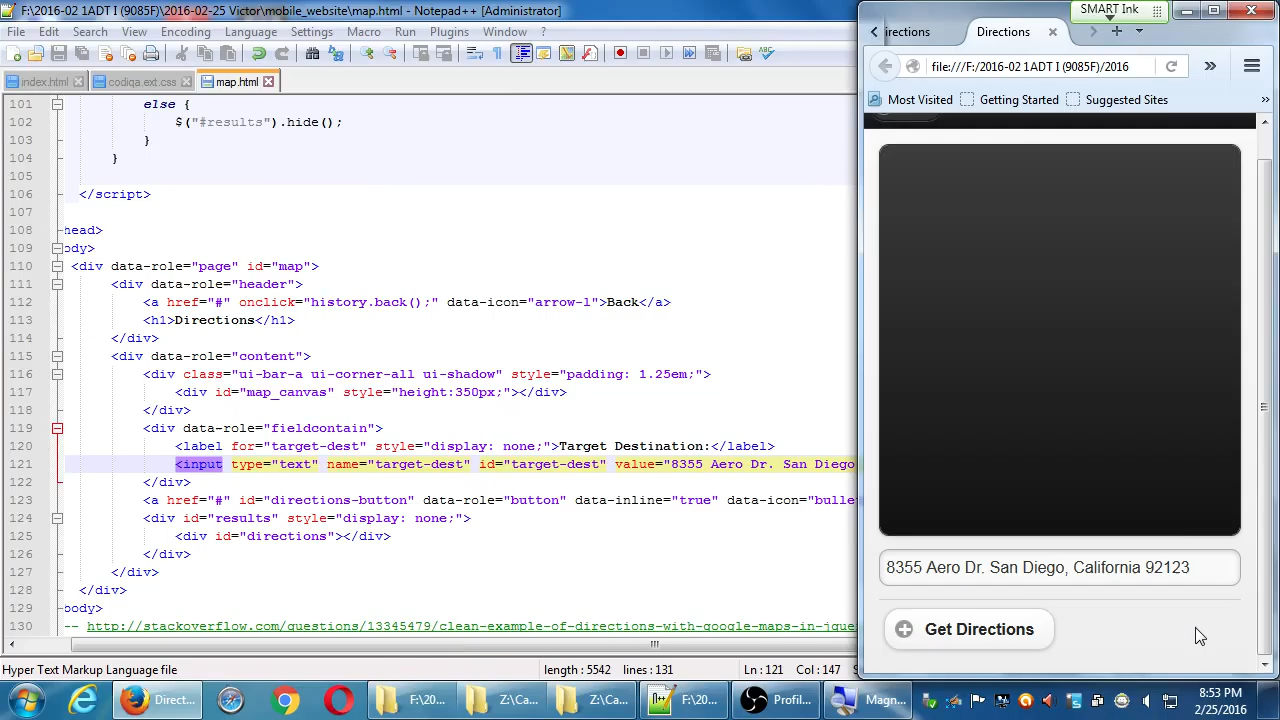 F:\2016-02 1ADT I (9085F)\2016-02-25 Victor\mobile_website\map.html - Notepad++ [Administrator]
File Edit Search View Encoding Language Settings Macro Run Plugins Window ?
index.html codiqa.ext.css map.html
101 else {
102 $("#results").hide();
103 }
104 }
105
106 </script>
107
108 head>
109 ody>
110 <div data-role="page" id="map">
111 <div data-role="header">
112 <a href="#" onclick="history.back();" data-icon="arrow-l">Back</a>
113 <h1>Directions</h1>
114 </div>
115 <div data-role="content">
116 <div class="ui-bar-a ui-corner-all ui-shadow" style="padding: 1.25em;">
117 <div id="map_canvas" style="height:350px;"></div>
118 </div>
119 <div data-role="fieldcontain">
120 <label for="target-dest" style="display: none;">Target Destination:</label>
121 <input type="text" name="target-dest" id="target-dest" value="8355 Aero Dr. San Diego
122 </div>
123 <a href="#" id="directions-button" data-role="button" data-inline="true" data-icon="bulle
124 <div id="results" style="display: none;">
125 <div id="directions"></div>
126 </div>
127 </div>
128 </div>
129 body>
130 -- http://stackoverflow.com/questions/13345479/clean-example-of-directions-with-google-maps-in-jque
Hyper Text Markup Language file length : 5542 lines : 131 Ln : 121 Col : 147 S
SMART Ink
irections Directions
file:///F:/2016-02 1ADT I (9085F)/2016
Most Visited Getting Started Suggested Sites
8355 Aero Dr. San Diego, California 92123
Get Directions
Direct... F:\20... Z:\Ca... Z:\Ca... F:\20... Profil... Magn...
8:53 PM
2/25/2016